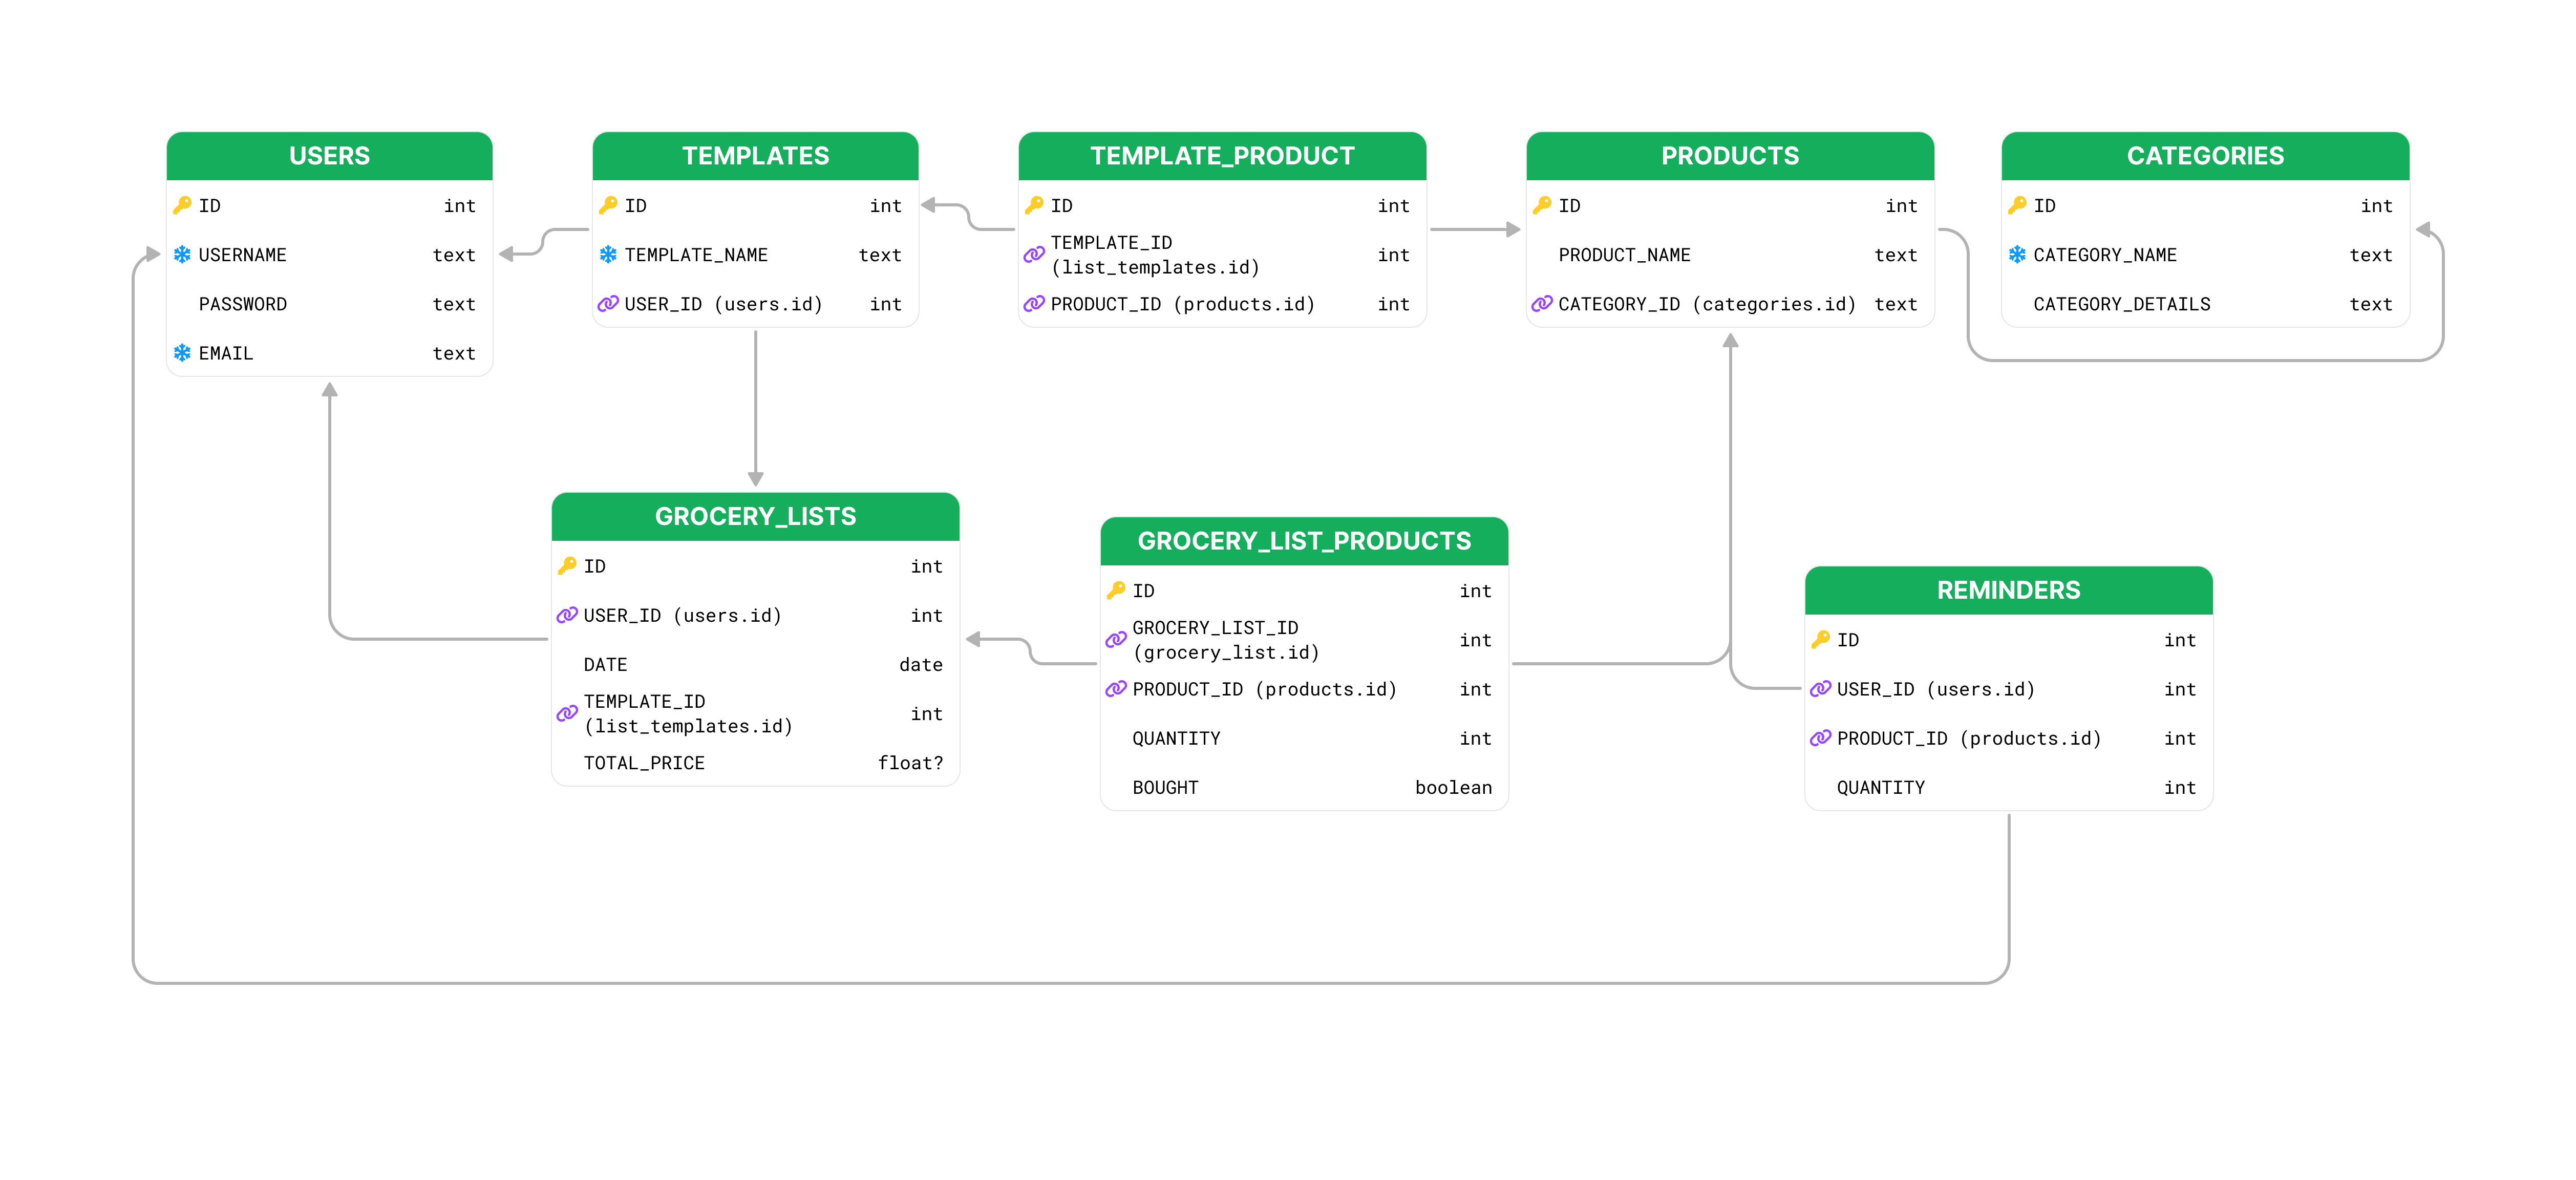 USERS
ID int
USERNAME text
PASSWORD text
EMAIL text
TEMPLATES
ID int
TEMPLATE_NAME text
USER_ID (users.id) int
TEMPLATE_PRODUCT
ID int
TEMPLATE_ID
(list_templates.id) int
PRODUCT_ID (products.id) int
PRODUCTS
ID int
PRODUCT_NAME text
CATEGORY_ID (categories.id) text
CATEGORIES
ID int
CATEGORY_NAME text
CATEGORY_DETAILS text
GROCERY_LISTS
ID int
USER_ID (users.id) int
DATE date
TEMPLATE_ID
(list_templates.id) int
TOTAL_PRICE float?
GROCERY_LIST_PRODUCTS
ID int
GROCERY_LIST_ID
(grocery_list.id) int
PRODUCT_ID (products.id) int
QUANTITY int
BOUGHT boolean
REMINDERS
ID int
USER_ID (users.id) int
PRODUCT_ID (products.id) int
QUANTITY int